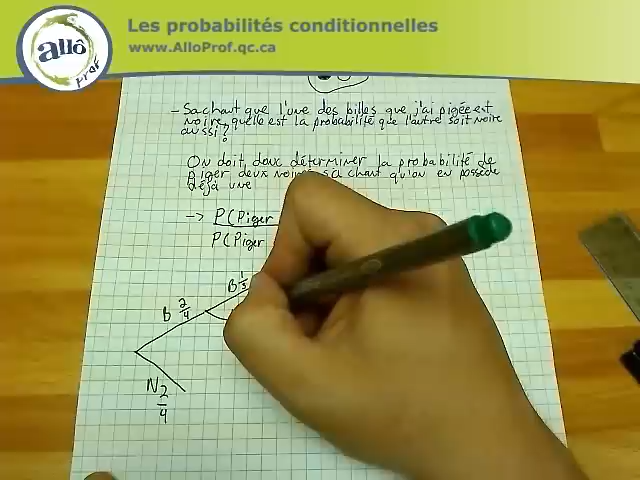 Les probabilités conditionnelles
www.AlloProf.qc.ca
allô
prof
- Sachant que l'une des billes que j'ai pigée est
noire, quelle est la probabilité que l'autre soit noire
aussi?
On doit donc déterminer la probabilité de
piger deux noires sachant qu'on en possède
déjà une
→ P(Piger
P(Piger
B 1/3
B 2/4
N 2/4